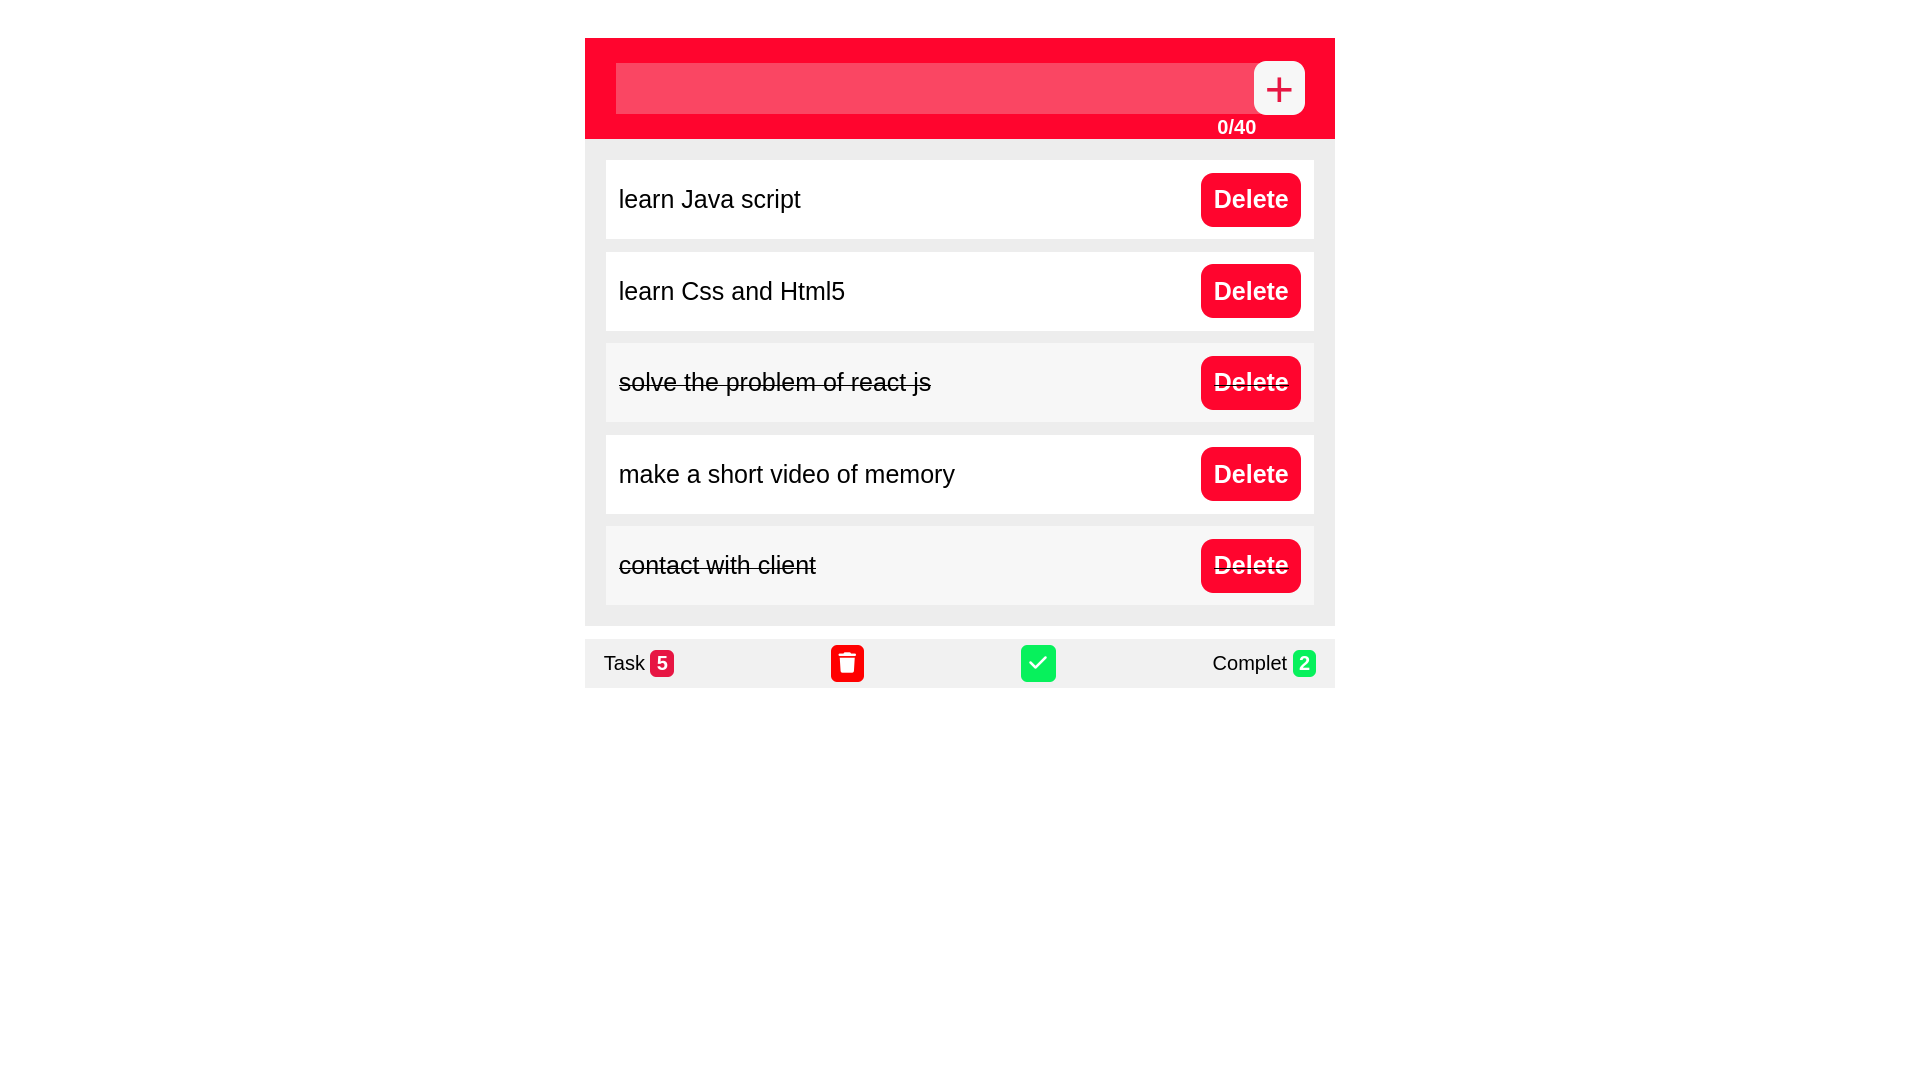 0/40
learn Java script Delete
learn Css and Html5 Delete
solve the problem of react js Delete
make a short video of memory Delete
contact with client Delete
Task 5 Complet 2